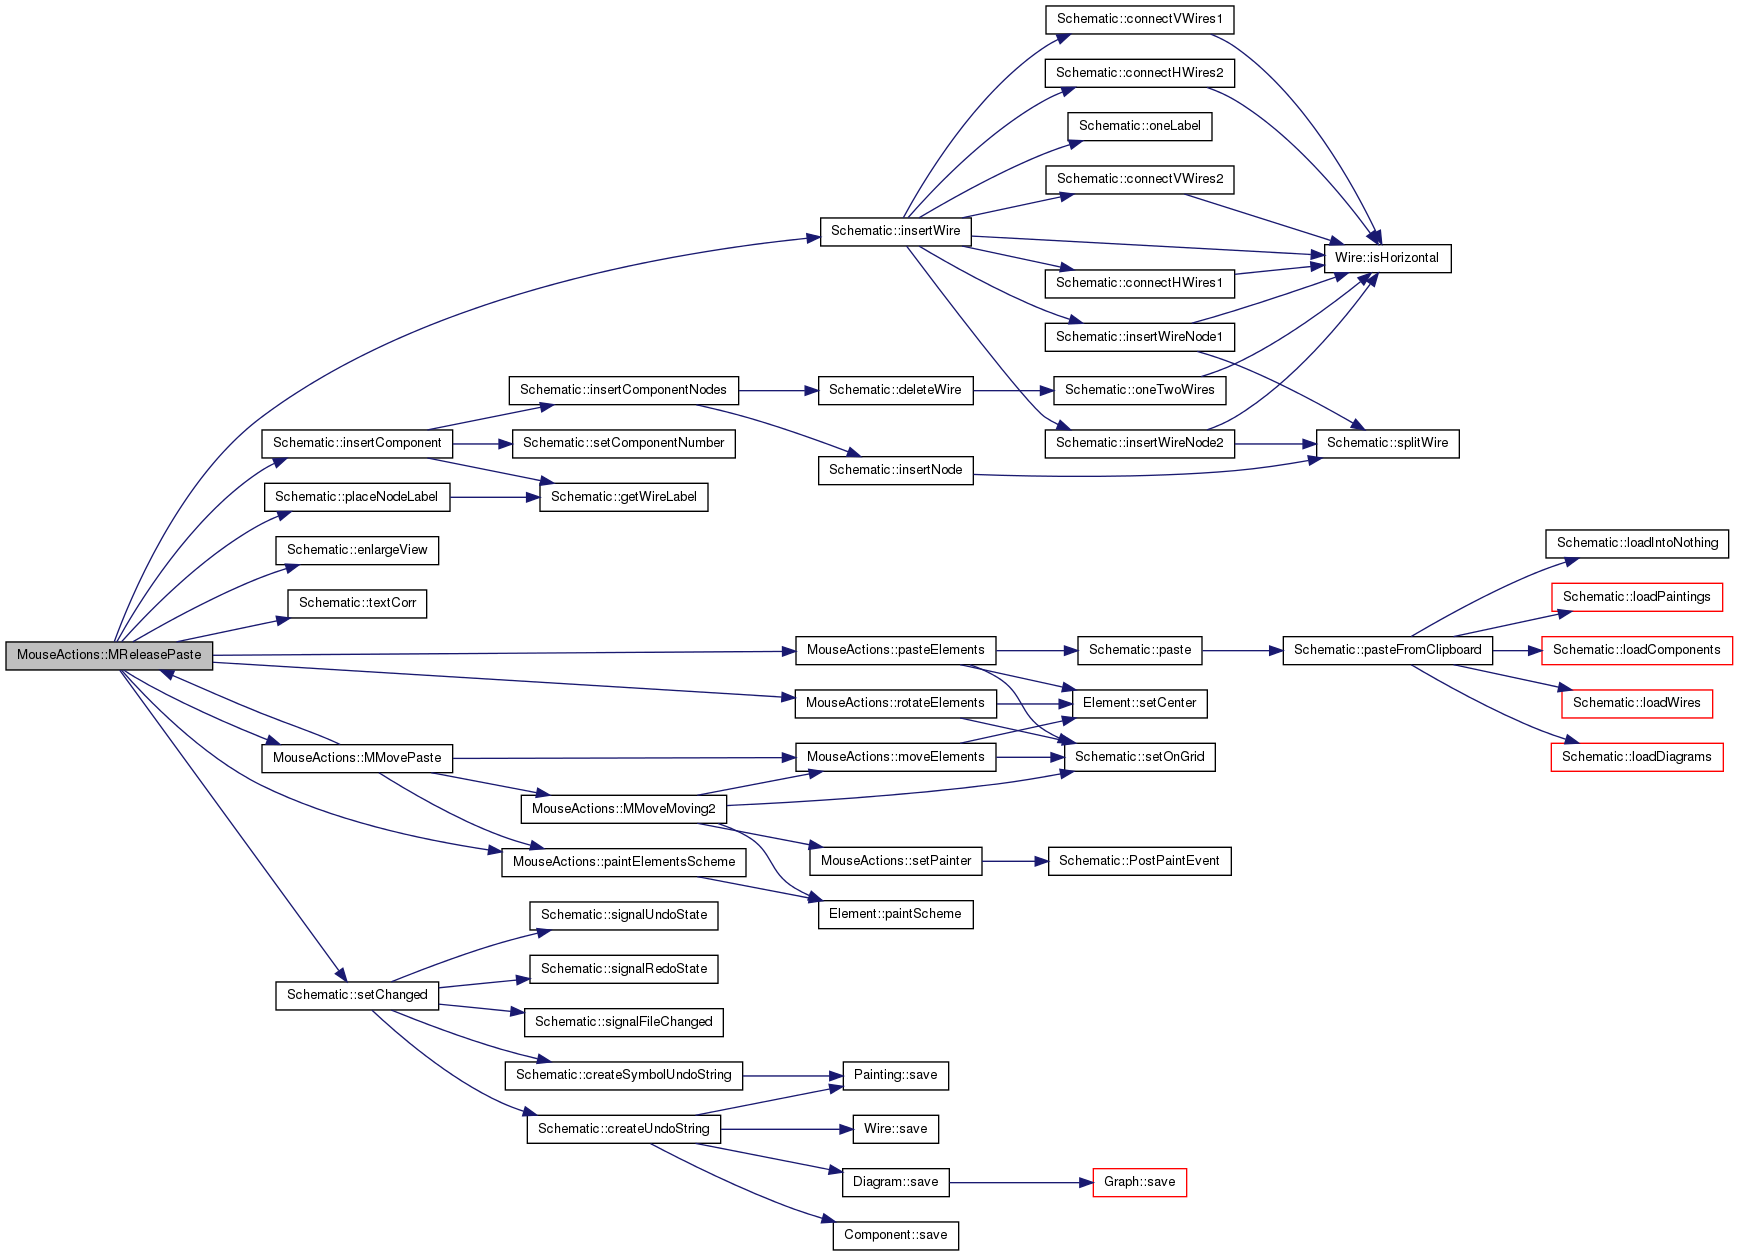 Schematic::connectVWires1
Schematic::connectHWires2
Schematic::oneLabel
Schematic::connectVWires2
Schematic::insertWire
Wire::isHorizontal
Schematic::connectHWires1
Schematic::insertWireNode1
Schematic::insertComponentNodes
Schematic::deleteWire
Schematic::oneTwoWires
Schematic::insertComponent
Schematic::setComponentNumber
Schematic::insertWireNode2
Schematic::splitWire
Schematic::insertNode
Schematic::placeNodeLabel
Schematic::getWireLabel
Schematic::enlargeView
Schematic::loadIntoNothing
Schematic::textCorr
Schematic::loadPaintings
MouseActions::MReleasePaste
MouseActions::pasteElements
Schematic::paste
Schematic::pasteFromClipboard
Schematic::loadComponents
MouseActions::rotateElements
Element::setCenter
Schematic::loadWires
MouseActions::MMovePaste
MouseActions::moveElements
Schematic::setOnGrid
Schematic::loadDiagrams
MouseActions::MMoveMoving2
MouseActions::paintElementsScheme
MouseActions::setPainter
Schematic::PostPaintEvent
Schematic::signalUndoState
Element::paintScheme
Schematic::signalRedoState
Schematic::setChanged
Schematic::signalFileChanged
Schematic::createSymbolUndoString
Painting::save
Schematic::createUndoString
Wire::save
Diagram::save
Graph::save
Component::save